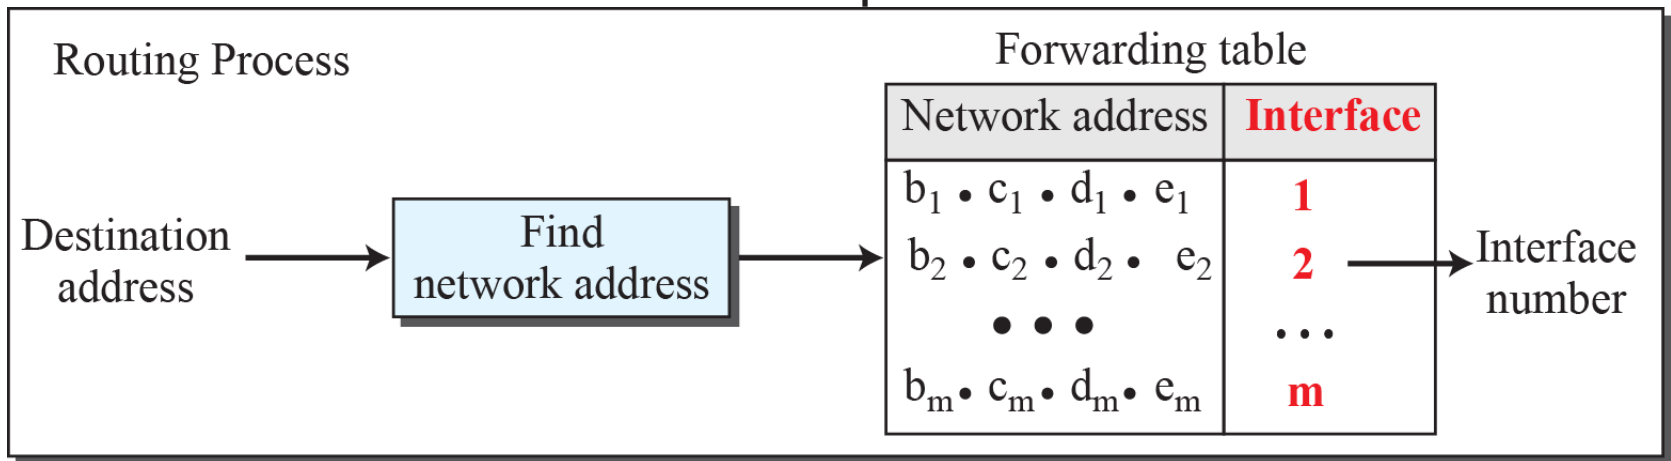 Routing Process
Forwarding table
Network address Interface
b1 • c1 • d1 • e1 1
Destination address
Find network address
b2 • c2 • d2 • e2 2
Interface number
• • • ...
bm • cm • dm • em m